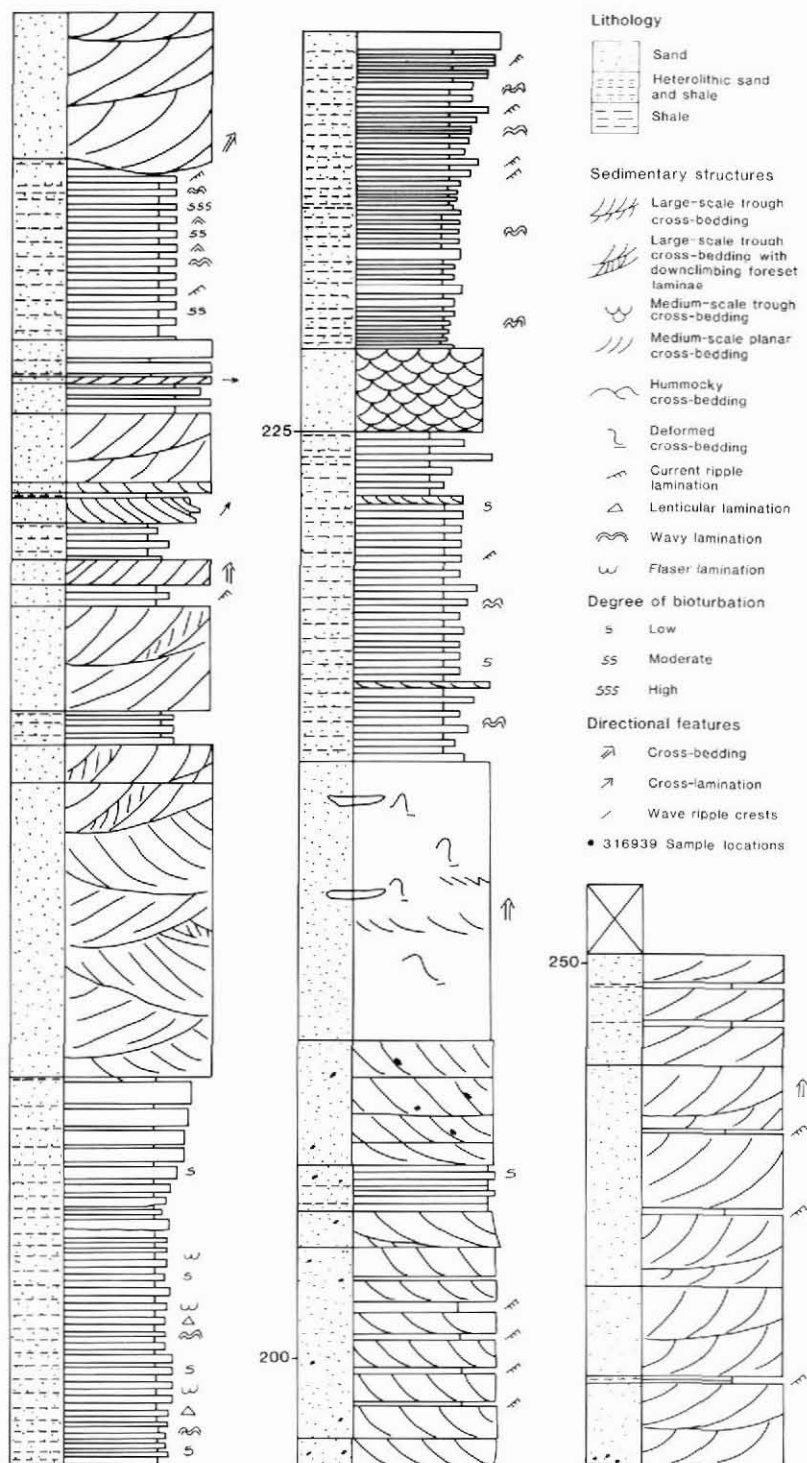 Lithology
Sand
Heterolithic sand
and shale
Shale
Sedimentary structures
Large-scale trough
cross-bedding
Large-scale trough
cross-bedding with
downclimbing foreset
laminae
Medium-scale trough
cross-bedding
Medium-scale planar
cross-bedding
Hummocky
cross-bedding
Deformed
cross-bedding
Current ripple
lamination
Lenticular lamination
Wavy lamination
Flaser lamination
Degree of bioturbation
s Low
ss Moderate
sss High
Directional features
Cross-bedding
Cross-lamination
Wave ripple crests
• 316939 Sample locations
sss
ss
ss
s
s
s
s
225
s
s
s
200
250